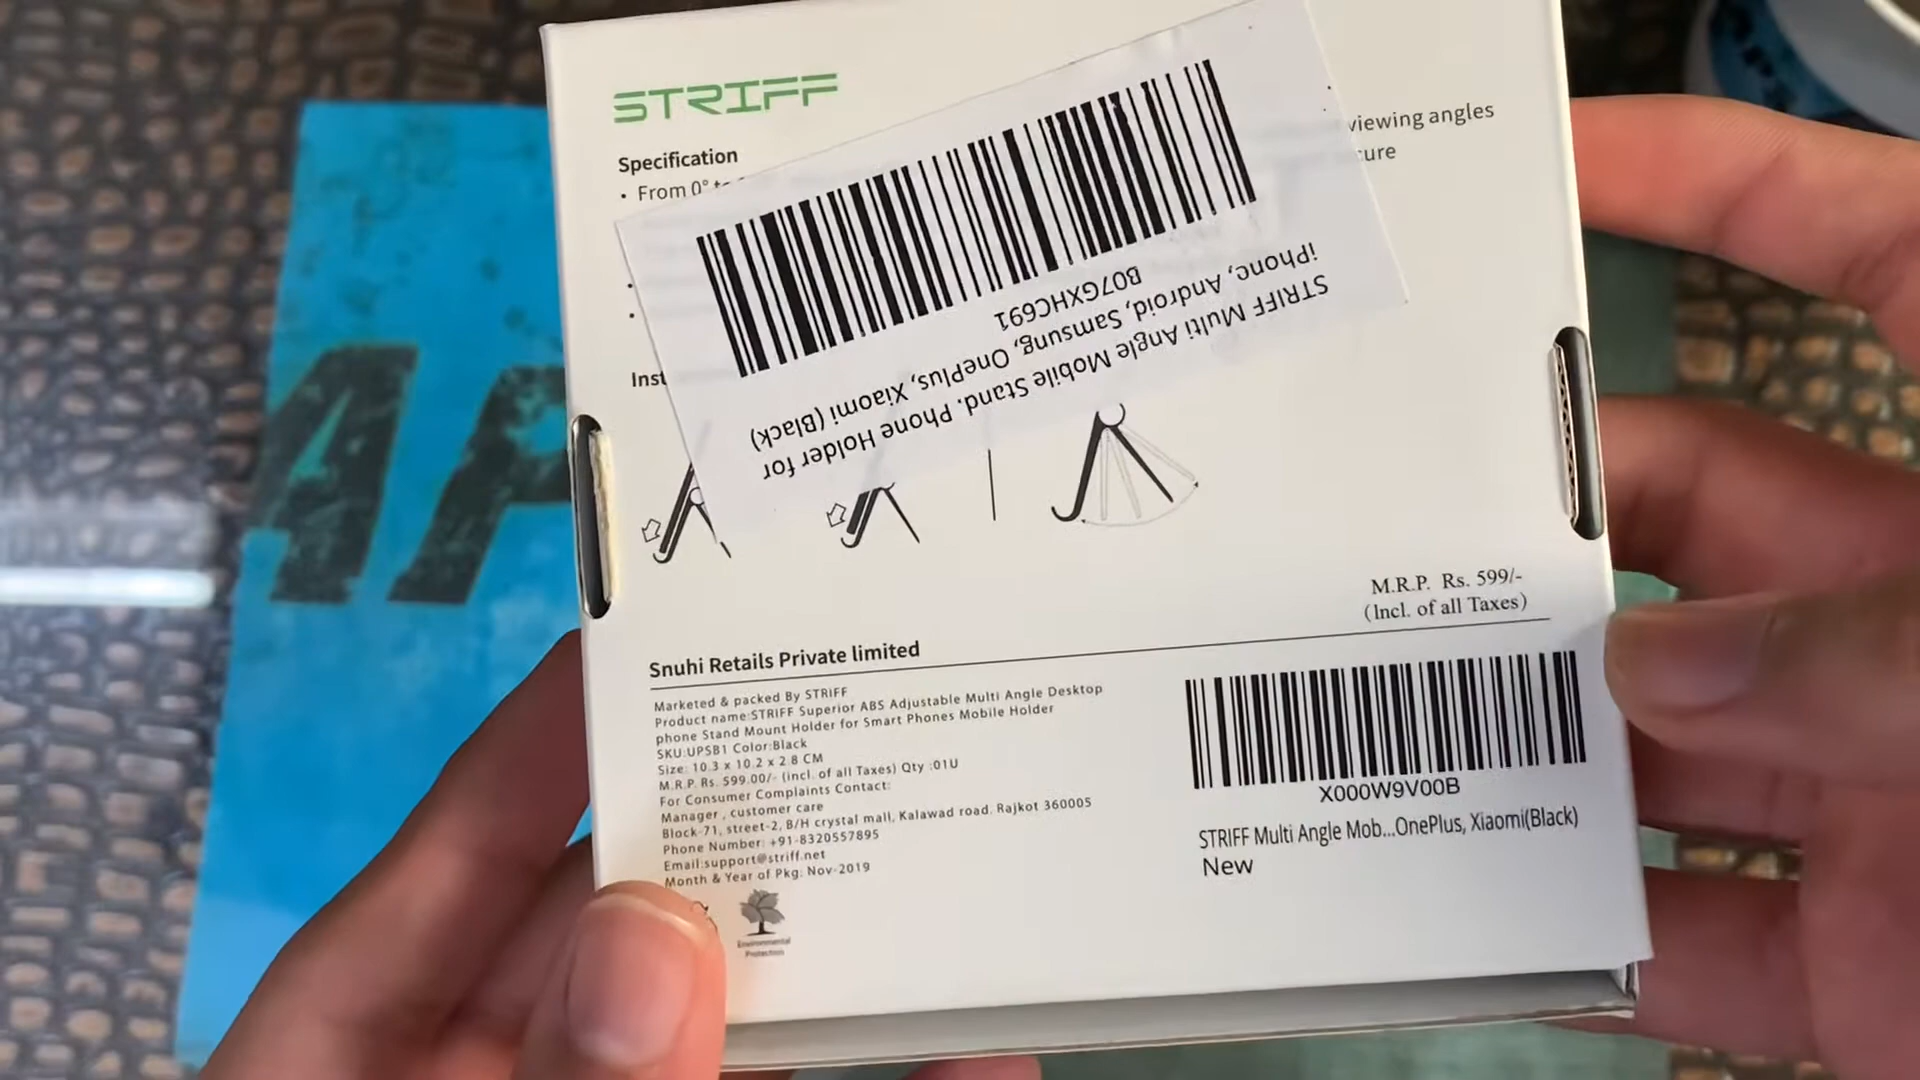 STRIFF
Specification
• From 0°
viewing angles
B07GXHC691
STRIFF Multi Angle Mobile Stand. Phone Holder for
iPhone, Android, Samsung, OnePlus, Xiaomi (Black)
M.R.P. Rs. 599/-
(Incl. of all Taxes)
Snuhi Retails Private limited
Marketed & packed By STRIFF
Product name:STRIFF Superior ABS Adjustable Multi Angle Desktop
phone Stand Mount Holder for Smart Phones Mobile Holder
SKU:UPSB1 Color:Black
Size: 10.3 x 10.2 x 2.8 CM
M.R.P. Rs. 599.00/- (incl. of all Taxes) Qty :01U
For Consumer Complaints Contact:
Manager , customer care
Block-71, street-2, B/H crystal mall, Kalawad road. Rajkot 360005
Phone Number: +91-8320557895
Email:support@striff.net
Month & Year of Pkg: Nov-2019
Environmental
Protection
X000W9V00B
STRIFF Multi Angle Mob...OnePlus, Xiaomi(Black)
New
AP